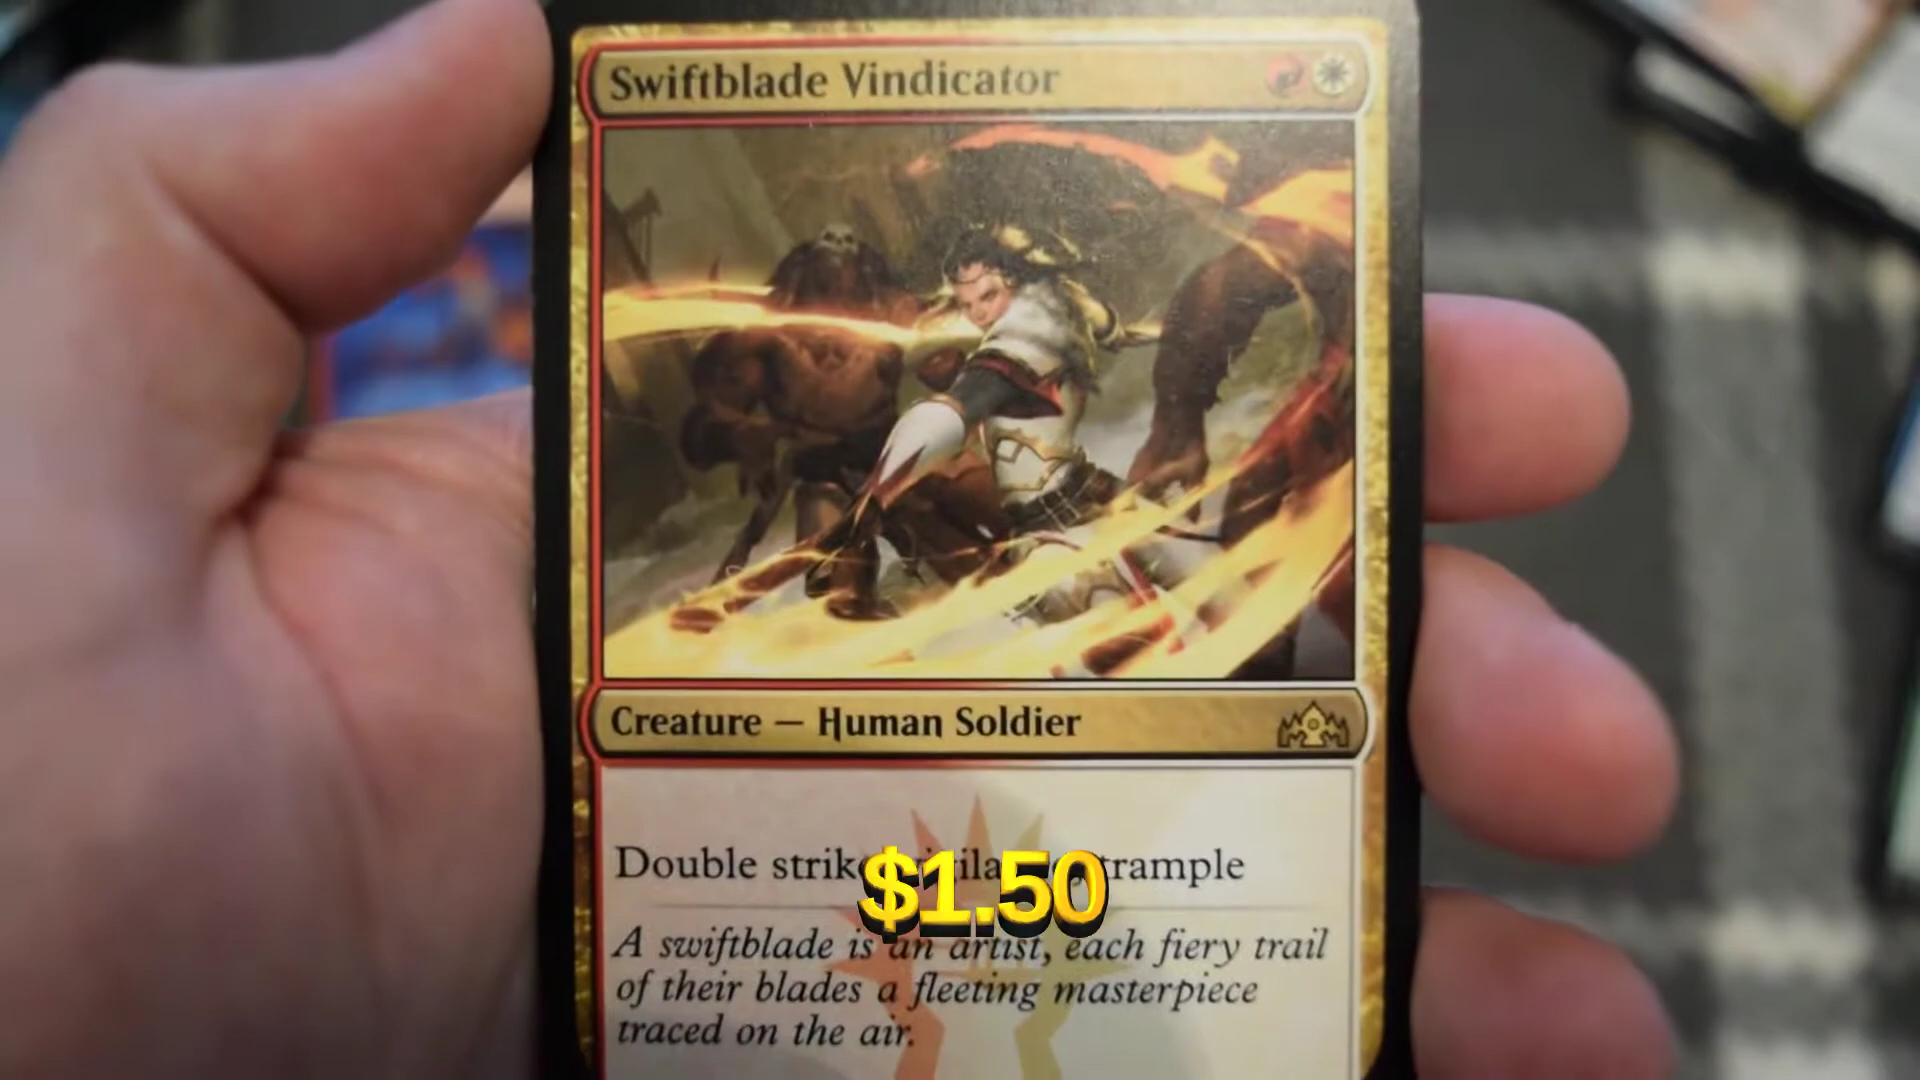 Swiftblade Vindicator
Creature — Human Soldier
Double strike, trample
$1.50
A swiftblade is an artist, each fiery trail
of their blades a fleeting masterpiece
traced on the air.